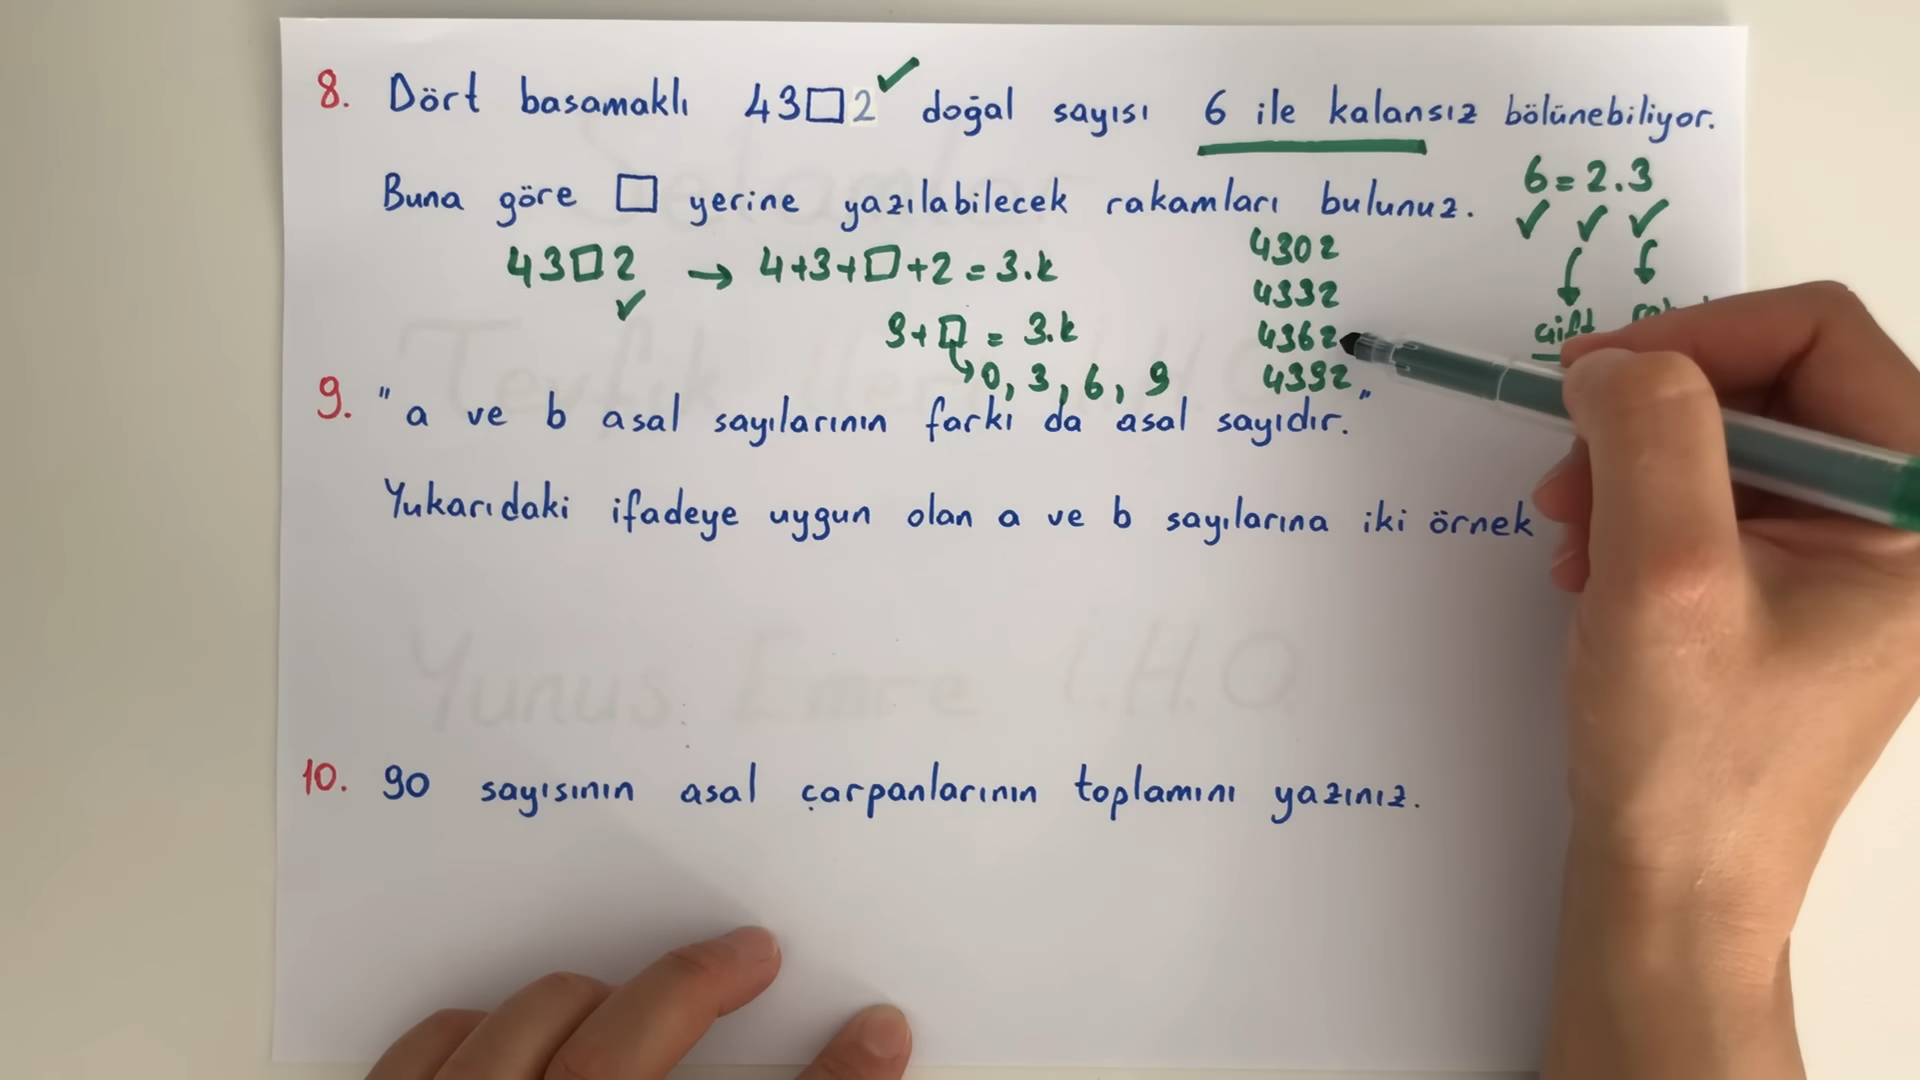 8. Dört basamaklı 43□2 ✓ doğal sayısı 6 ile kalansız bölünebiliyor.
Buna göre □ yerine yazılabilecek rakamları bulunuz.
6=2.3
✓ ✓ ✓
çift
43□2 → 4+3+□+2=3.k
✓
9+□ = 3.k
0, 3, 6, 9
4302
4332
4362
4392
9. "a ve b asal sayılarının farkı da asal sayıdır."
Yukarıdaki ifadeye uygun olan a ve b sayılarına iki örnek
10. 90 sayısının asal çarpanlarının toplamını yazınız.